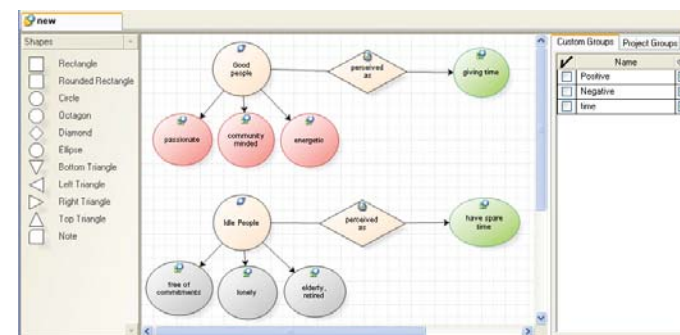 new
Shapes
Rectangle
Rounded Rectangle
Circle
Octagon
Diamond
Ellipse
Bottom Triangle
Left Triangle
Right Triangle
Top Triangle
Note
Good
people
perceived
as
giving time
passionate
community
minded
energetic
Idle People
perceived
as
have spare
time
free of
commitments
lonely
elderly,
retired
Custom Groups
Project Groups
Name
Positive
Negative
time